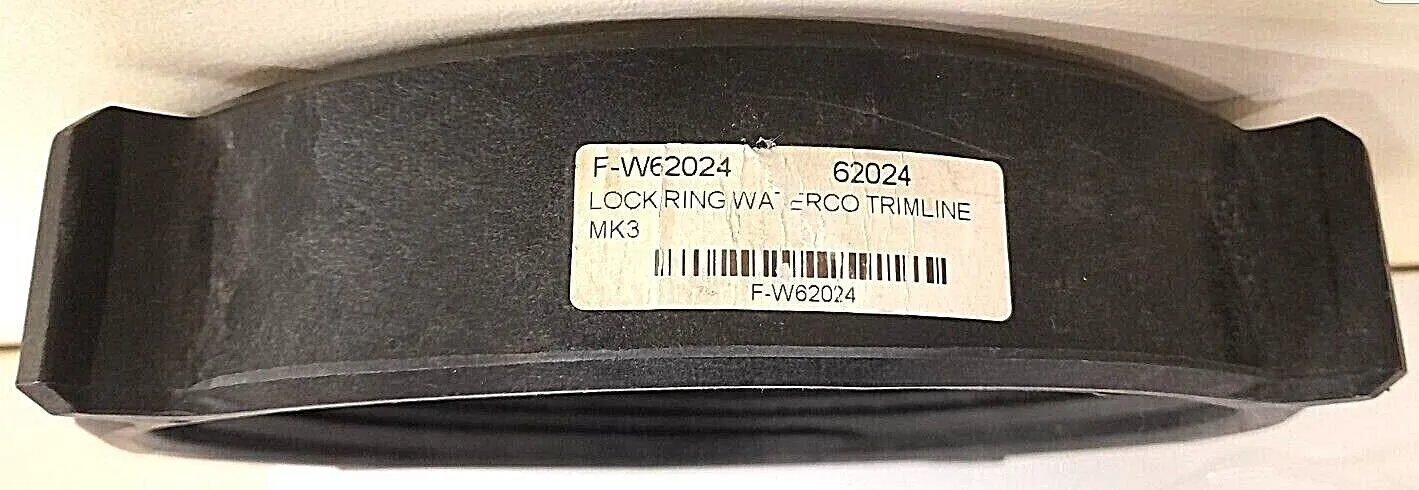 F-W62024 62024
LOCK RING WATERCO TRIMLINE
MK3
F-W62024